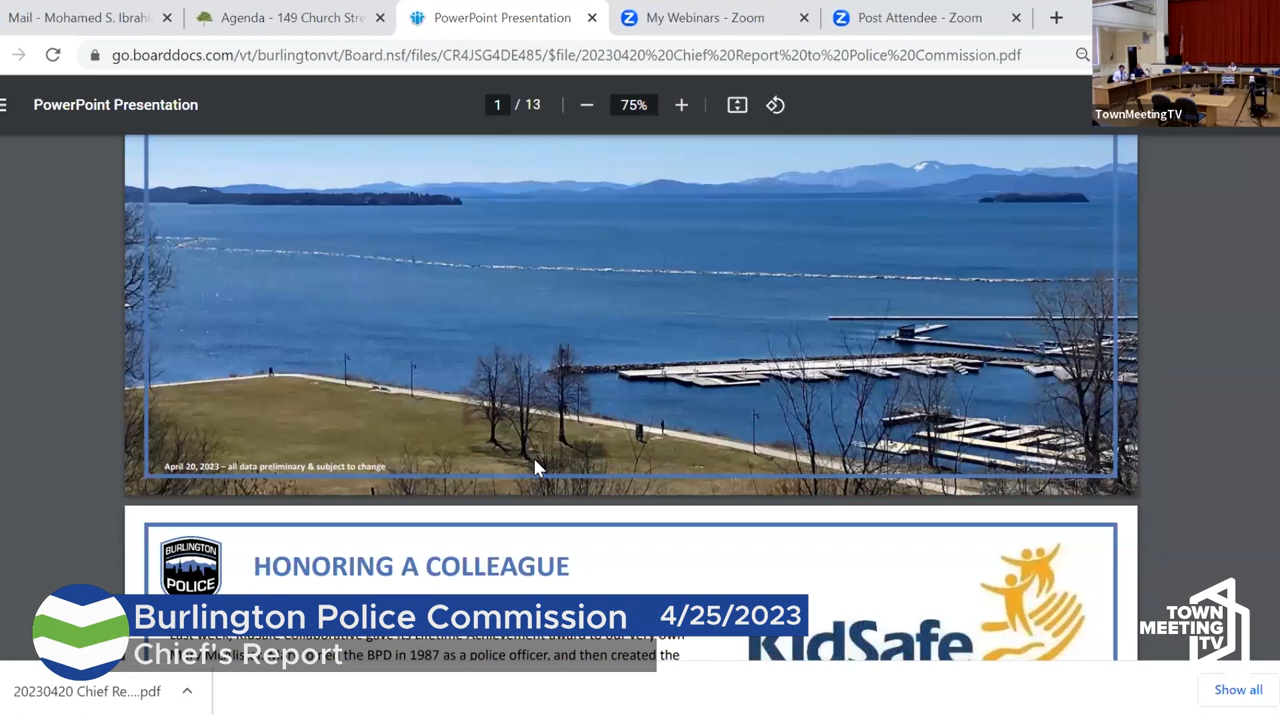 Mail - Mohamed S. Ibrahi
Agenda - 149 Church Stre
PowerPoint Presentation
My Webinars - Zoom
Post Attendee - Zoom
go.boarddocs.com/vt/burlingtonvt/Board.nsf/files/CR4JSG4DE485/$file/20230420%20Chief%20Report%20to%20Police%20Commission.pdf
PowerPoint Presentation
1 / 13
75%
TownMeetingTV
April 20, 2023 – all data preliminary & subject to change
BURLINGTON
POLICE
HONORING A COLLEAGUE
KidSafe
joined the BPD in 1987 as a police officer, and then created the
Burlington Police Commission 4/25/2023
Chief's Report
TOWN
MEETING
TV
20230420 Chief Re....pdf
Show all